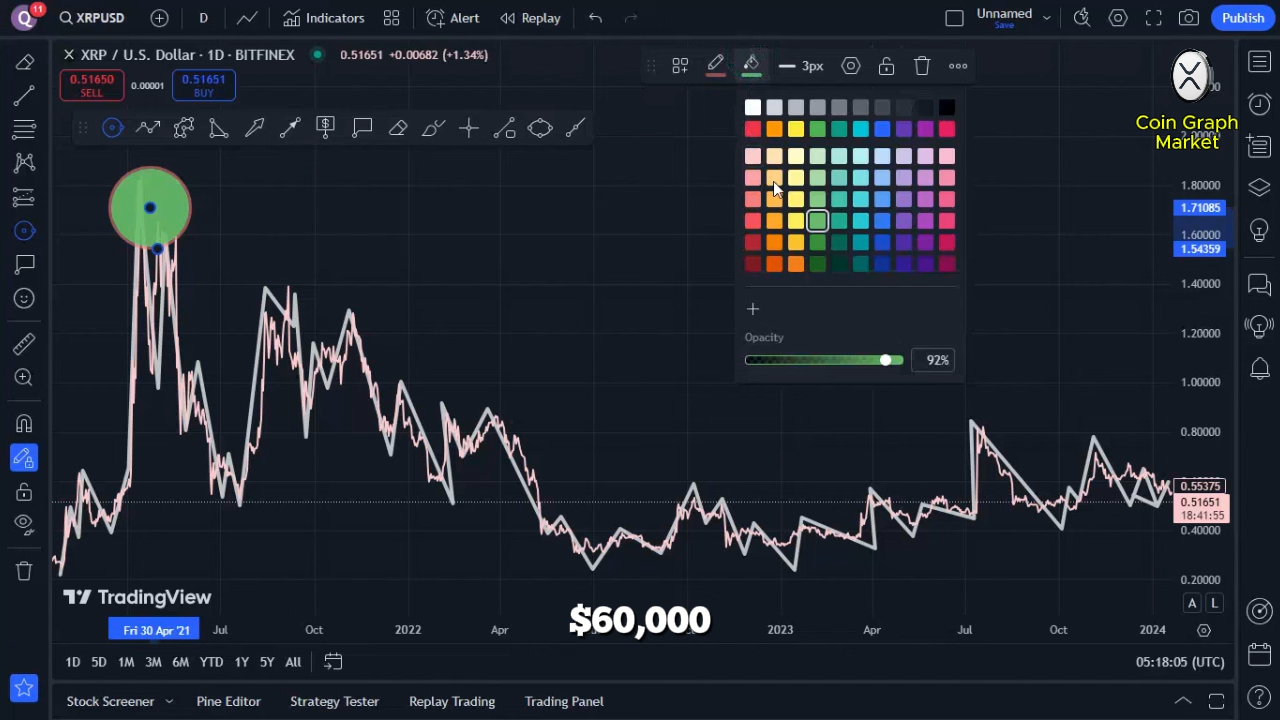 Q 11 XRPUSD D Indicators Alert Replay Unnamed Save Publish
XRP / U.S. Dollar · 1D · BITFINEX 0.51651 +0.00682 (+1.34%)
0.51650 SELL 0.00001 0.51651 BUY
3px
Coin Graph
Market
1.80000
1.71085
1.60000
1.54359
1.40000
1.20000
1.00000
0.80000
0.55375
0.51651
18:41:55
0.40000
0.20000
Opacity
92%
TradingView
$60,000
A L
Fri 30 Apr '21 Jul Oct 2022 Apr 2023 Apr Jul Oct 2024
1D 5D 1M 3M 6M YTD 1Y 5Y All 05:18:05 (UTC)
Stock Screener Pine Editor Strategy Tester Replay Trading Trading Panel